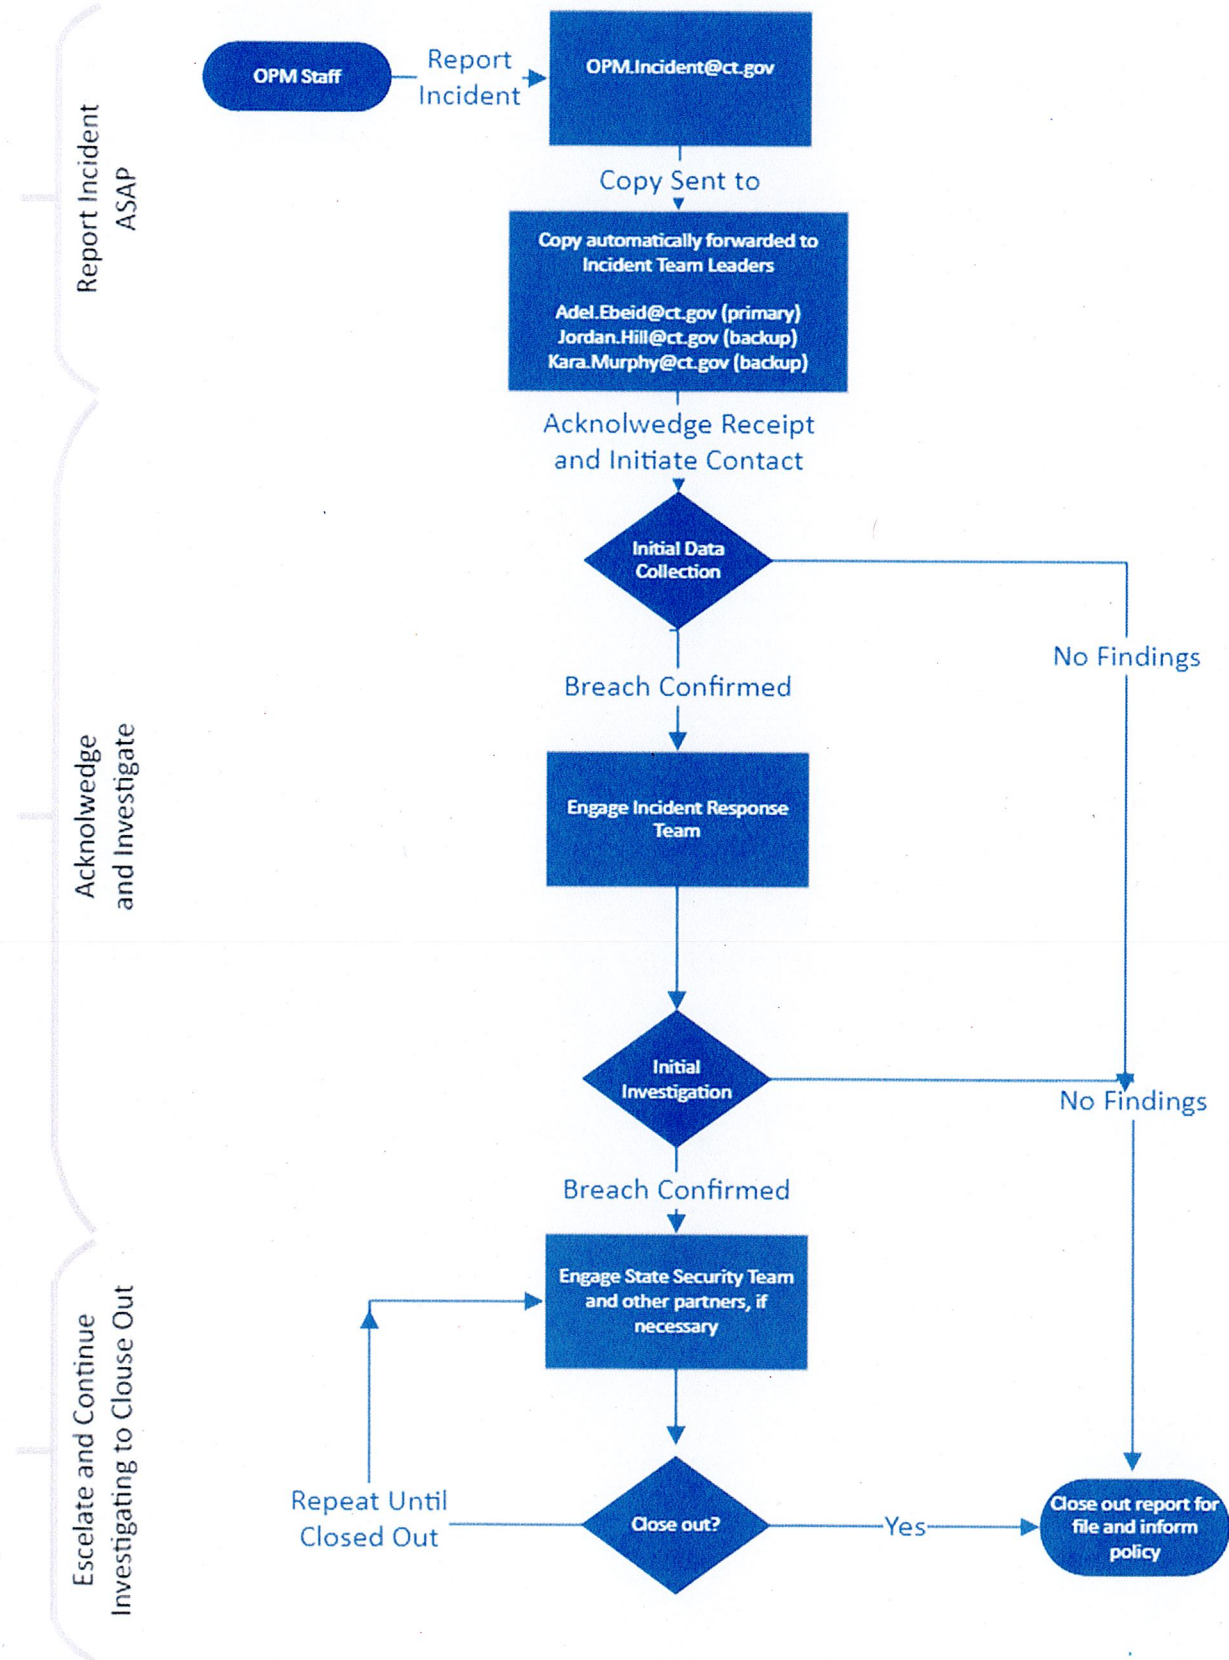 Report Incident
ASAP
OPM Staff
Report
Incident
OPM.Incident@ct.gov
Copy Sent to
Copy automatically forwarded to
Incident Team Leaders
Adel.Ebeid@ct.gov (primary)
Jordan.Hill@ct.gov (backup)
Kara.Murphy@ct.gov (backup)
Acknolwedge Receipt
and Initiate Contact
Acknolwedge
and Investigate
Initial Data
Collection
No Findings
Breach Confirmed
Engage Incident Response
Team
Initial
Investigation
No Findings
Breach Confirmed
Escelate and Continue
Investigating to Clouse Out
Engage State Security Team
and other partners, if
necessary
Repeat Until
Closed Out
Close out?
Yes
Close out report for
file and inform
policy